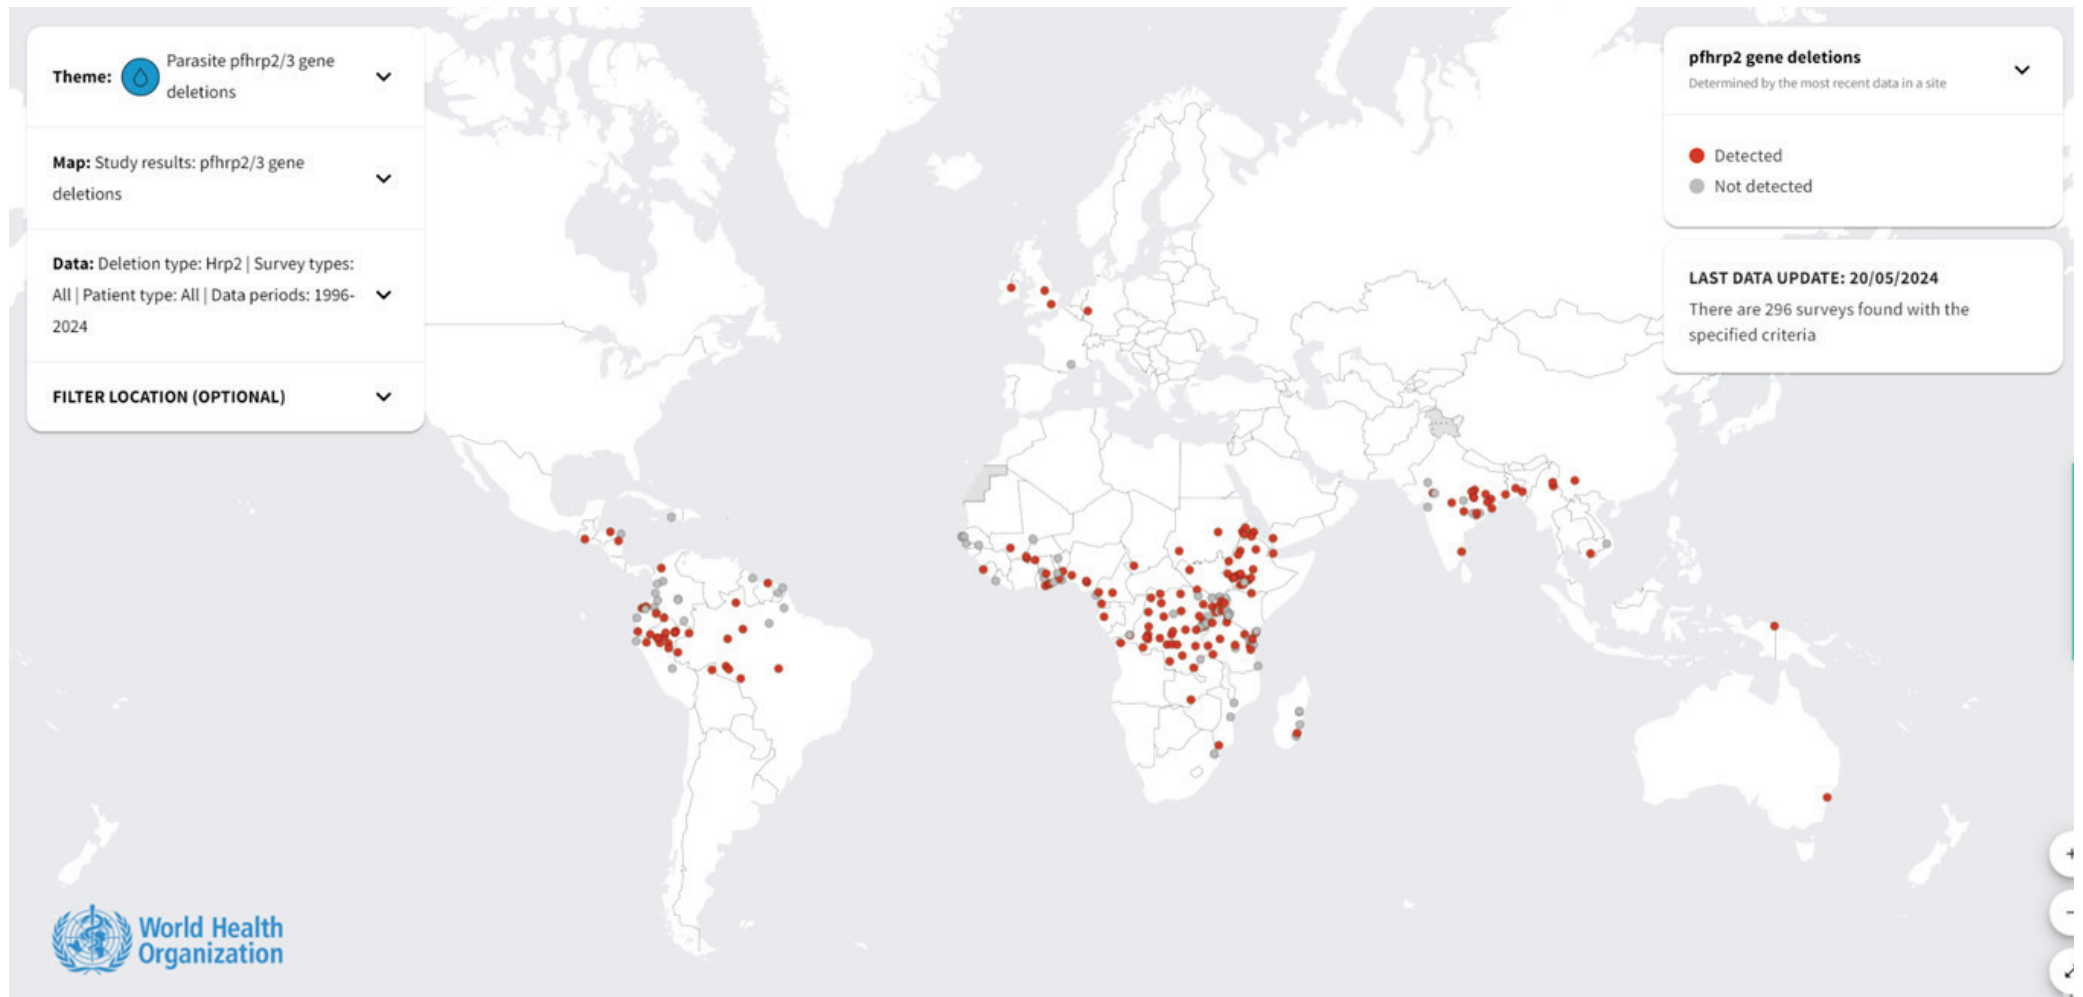 Theme: Parasite pfhrp2/3 gene
deletions
Map: Study results: pfhrp2/3 gene
deletions
Data: Deletion type: Hrp2 | Survey types:
All | Patient type: All | Data periods: 1996-
2024
FILTER LOCATION (OPTIONAL)
pfhrp2 gene deletions
Determined by the most recent data in a site
Detected
Not detected
LAST DATA UPDATE: 20/05/2024
There are 296 surveys found with the
specified criteria
World Health
Organization